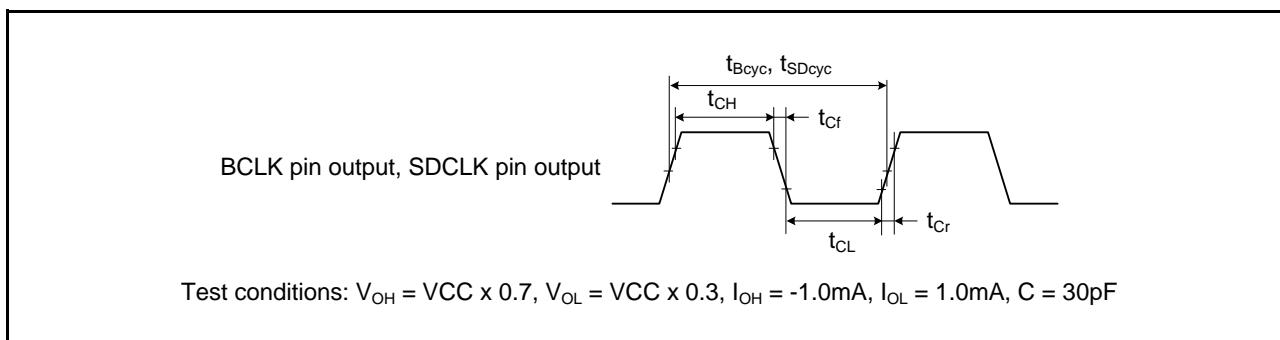 tBcyc, tSDcyc
tCH
tCf
BCLK pin output, SDCLK pin output
tCr
tCL
Test conditions: VOH = VCC x 0.7, VOL = VCC x 0.3, IOH = -1.0mA, IOL = 1.0mA, C = 30pF